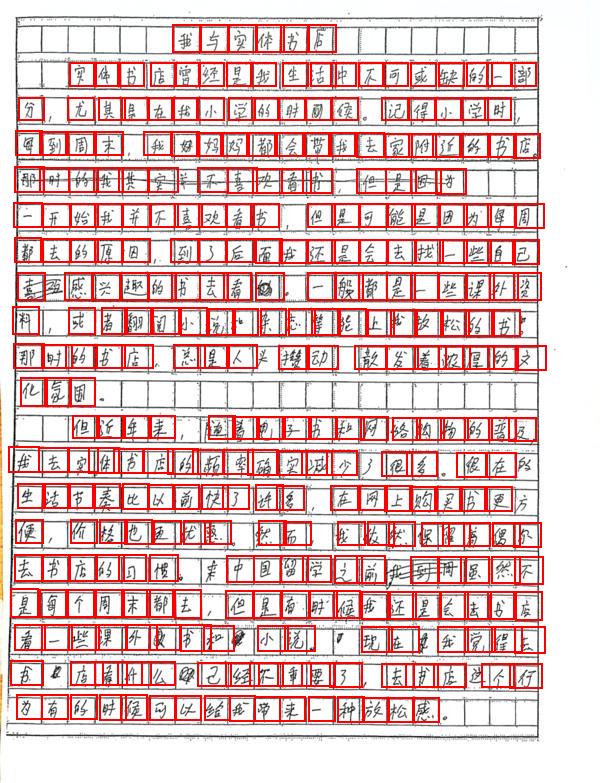 我与实体书店
实体书店曾经是我生活中不可或缺的一部
分，尤其是在我小学的时间候。记得小学时，
每到周末，我妈妈都会带我去家附近的书店。
那时的我其实并不喜欢看书，但是因为
一开始我并不喜欢看书，但是可能是因为每周
都去的原因，到了后面我还是会去找一些自己
感兴趣的书去看。一般都是一些课外资
料，或者翻阅小说、杂志等能上我放松的书。
那时的书店，总是人头攒动，散发着浓厚的文
化氛围。
但近年来，随着电子书和网络购物的普及，
我去实体书店的频率确实减少了很多。现在的
生活节奏比以前快了许多，在网上购买书更方
便，价格也更优惠。然而，我依然保留着偶尔
去书店的习惯。来中国留学之前我到周虽然不
是每个周末都去，但是有时候我还是会去书店
看一些课外书和小说。现在我觉得去
书店看什么已经不重要了，去书店这个行
为有的时候可以给我带来一种放松感。